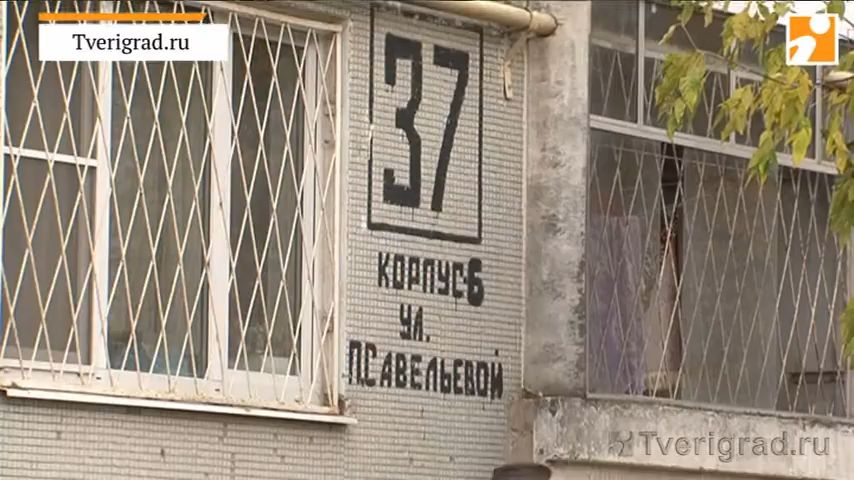 Tverigrad.ru
37
КОРПУС-6
УЛ.
П.САВЕЛЬЕВОЙ
Tverigrad.ru